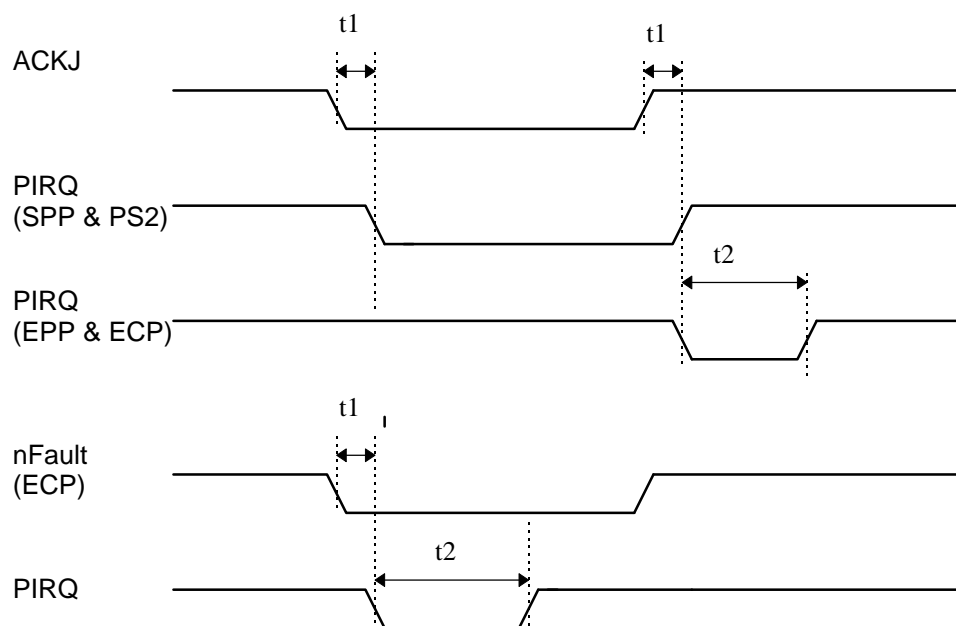 t1
t1
ACKJ
PIRQ
(SPP & PS2)
t2
PIRQ
(EPP & ECP)
t1
nFault
(ECP)
t2
PIRQ